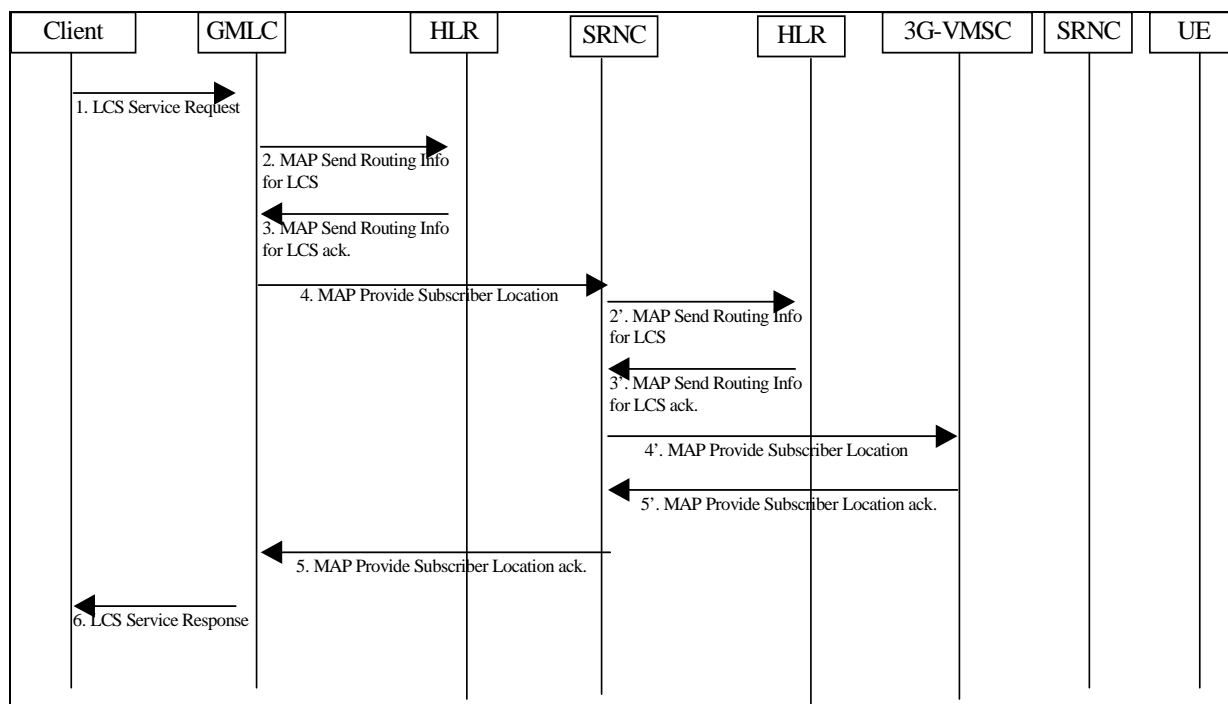 Client
GMLC
HLR
SRNC
HLR
3G-VMSC
SRNC
UE
1. LCS Service Request
2. MAP Send Routing Info
for LCS
3. MAP Send Routing Info
for LCS ack.
4. MAP Provide Subscriber Location
2’. MAP Send Routing Info
for LCS
3’. MAP Send Routing Info
for LCS ack.
4’. MAP Provide Subscriber Location
5’. MAP Provide Subscriber Location ack.
5. MAP Provide Subscriber Location ack.
6. LCS Service Response